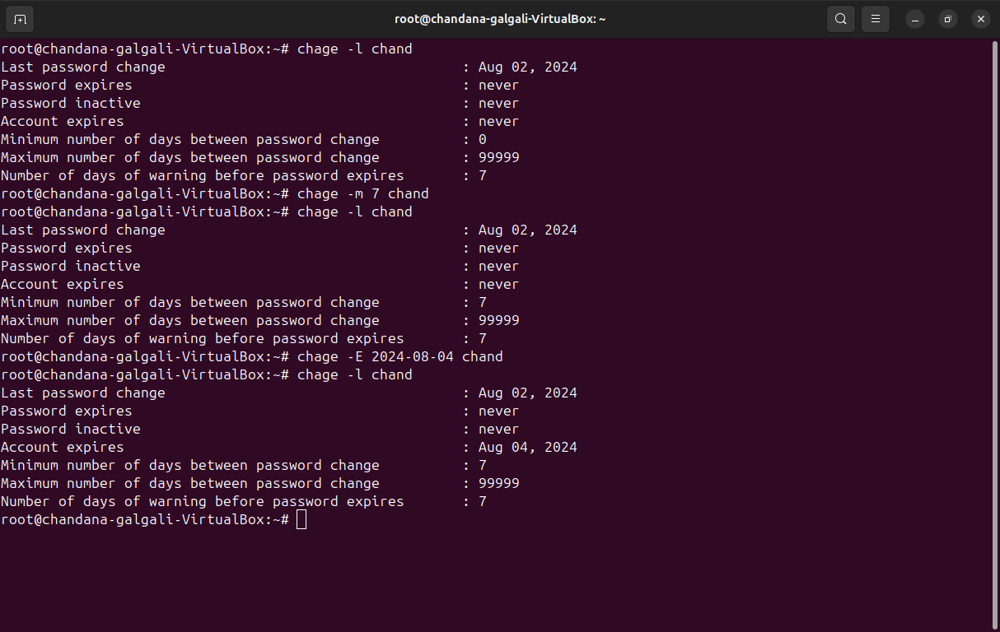 root@chandana-galgali-VirtualBox: ~
root@chandana-galgali-VirtualBox:~# chage -l chand
Last password change : Aug 02, 2024
Password expires : never
Password inactive : never
Account expires : never
Minimum number of days between password change : 0
Maximum number of days between password change : 99999
Number of days of warning before password expires : 7
root@chandana-galgali-VirtualBox:~# chage -m 7 chand
root@chandana-galgali-VirtualBox:~# chage -l chand
Last password change : Aug 02, 2024
Password expires : never
Password inactive : never
Account expires : never
Minimum number of days between password change : 7
Maximum number of days between password change : 99999
Number of days of warning before password expires : 7
root@chandana-galgali-VirtualBox:~# chage -E 2024-08-04 chand
root@chandana-galgali-VirtualBox:~# chage -l chand
Last password change : Aug 02, 2024
Password expires : never
Password inactive : never
Account expires : Aug 04, 2024
Minimum number of days between password change : 7
Maximum number of days between password change : 99999
Number of days of warning before password expires : 7
root@chandana-galgali-VirtualBox:~#